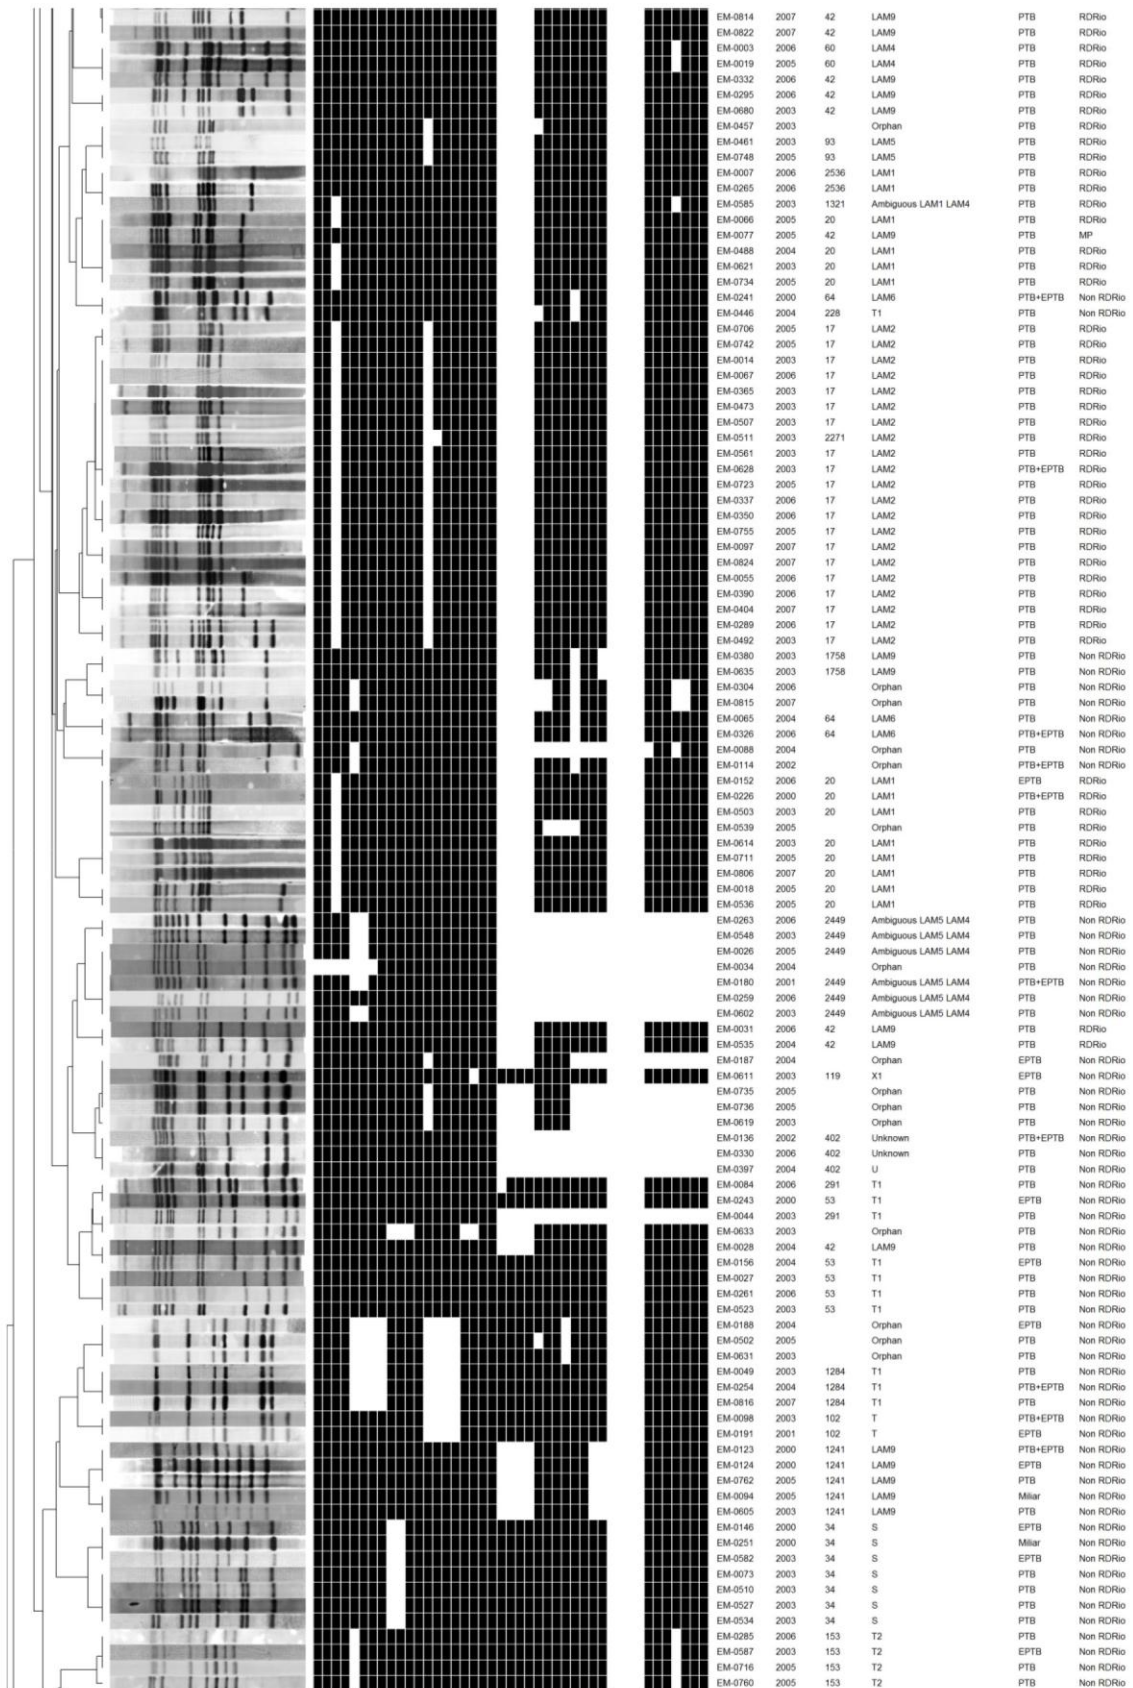 EM-0814 2007 42 LAM9 PTB RDRio
EM-0822 2007 42 LAM9 PTB RDRio
EM-0003 2006 60 LAM4 PTB RDRio
EM-0019 2005 60 LAM4 PTB RDRio
EM-0332 2006 42 LAM9 PTB RDRio
EM-0295 2006 42 LAM9 PTB RDRio
EM-0680 2003 42 LAM9 PTB RDRio
EM-0457 2003 Orphan PTB RDRio
EM-0461 2003 93 LAM5 PTB RDRio
EM-0748 2005 93 LAM5 PTB RDRio
EM-0007 2006 2536 LAM1 PTB RDRio
EM-0265 2006 2536 LAM1 PTB RDRio
EM-0585 2003 1321 Ambiguous LAM1 LAM4 PTB RDRio
EM-0066 2005 20 LAM1 PTB RDRio
EM-0077 2005 42 LAM9 PTB MP
EM-0488 2004 20 LAM1 PTB RDRio
EM-0621 2003 20 LAM1 PTB RDRio
EM-0734 2005 20 LAM1 PTB RDRio
EM-0241 2000 64 LAM6 PTB+EPTB Non RDRio
EM-0446 2004 228 T1 PTB Non RDRio
EM-0706 2005 17 LAM2 PTB RDRio
EM-0742 2005 17 LAM2 PTB RDRio
EM-0014 2003 17 LAM2 PTB RDRio
EM-0067 2006 17 LAM2 PTB RDRio
EM-0365 2003 17 LAM2 PTB RDRio
EM-0473 2003 17 LAM2 PTB RDRio
EM-0507 2003 17 LAM2 PTB RDRio
EM-0511 2003 2271 LAM2 PTB RDRio
EM-0561 2003 17 LAM2 PTB RDRio
EM-0628 2003 17 LAM2 PTB+EPTB RDRio
EM-0723 2005 17 LAM2 PTB RDRio
EM-0337 2006 17 LAM2 PTB RDRio
EM-0350 2006 17 LAM2 PTB RDRio
EM-0755 2005 17 LAM2 PTB RDRio
EM-0097 2007 17 LAM2 PTB RDRio
EM-0824 2007 17 LAM2 PTB RDRio
EM-0055 2006 17 LAM2 PTB RDRio
EM-0390 2006 17 LAM2 PTB RDRio
EM-0404 2007 17 LAM2 PTB RDRio
EM-0289 2006 17 LAM2 PTB RDRio
EM-0492 2003 17 LAM2 PTB RDRio
EM-0380 2003 1758 LAM9 PTB Non RDRio
EM-0635 2003 1758 LAM9 PTB Non RDRio
EM-0304 2006 Orphan PTB Non RDRio
EM-0815 2007 Orphan PTB Non RDRio
EM-0065 2004 64 LAM6 PTB Non RDRio
EM-0326 2006 64 LAM6 PTB+EPTB Non RDRio
EM-0088 2004 Orphan PTB Non RDRio
EM-0114 2002 Orphan PTB+EPTB Non RDRio
EM-0152 2006 20 LAM1 EPTB RDRio
EM-0226 2000 20 LAM1 PTB+EPTB RDRio
EM-0503 2003 20 LAM1 PTB RDRio
EM-0539 2005 Orphan PTB RDRio
EM-0614 2003 20 LAM1 PTB RDRio
EM-0711 2005 20 LAM1 PTB RDRio
EM-0806 2007 20 LAM1 PTB RDRio
EM-0018 2005 20 LAM1 PTB RDRio
EM-0536 2005 20 LAM1 PTB RDRio
EM-0263 2006 2449 Ambiguous LAM5 LAM4 PTB Non RDRio
EM-0548 2003 2449 Ambiguous LAM5 LAM4 PTB Non RDRio
EM-0026 2005 2449 Ambiguous LAM5 LAM4 PTB Non RDRio
EM-0034 2004 Orphan PTB Non RDRio
EM-0180 2001 2449 Ambiguous LAM5 LAM4 PTB+EPTB Non RDRio
EM-0259 2006 2449 Ambiguous LAM5 LAM4 PTB Non RDRio
EM-0602 2003 2449 Ambiguous LAM5 LAM4 PTB Non RDRio
EM-0031 2006 42 LAM9 PTB RDRio
EM-0535 2004 42 LAM9 PTB RDRio
EM-0187 2004 Orphan EPTB Non RDRio
EM-0611 2003 119 X1 EPTB Non RDRio
EM-0735 2005 Orphan PTB Non RDRio
EM-0736 2005 Orphan PTB Non RDRio
EM-0619 2003 Orphan PTB Non RDRio
EM-0136 2002 402 Unknown PTB+EPTB Non RDRio
EM-0330 2006 402 Unknown PTB Non RDRio
EM-0397 2004 402 U PTB Non RDRio
EM-0084 2006 291 T1 PTB Non RDRio
EM-0243 2000 53 T1 EPTB Non RDRio
EM-0044 2003 291 T1 PTB Non RDRio
EM-0633 2003 Orphan PTB Non RDRio
EM-0028 2004 42 LAM9 PTB Non RDRio
EM-0156 2004 53 T1 EPTB Non RDRio
EM-0027 2003 53 T1 PTB Non RDRio
EM-0261 2006 53 T1 PTB Non RDRio
EM-0523 2003 53 T1 PTB Non RDRio
EM-0188 2004 Orphan EPTB Non RDRio
EM-0502 2005 Orphan PTB Non RDRio
EM-0631 2003 Orphan PTB Non RDRio
EM-0049 2003 1284 T1 PTB Non RDRio
EM-0254 2004 1284 T1 PTB+EPTB Non RDRio
EM-0816 2007 1284 T1 PTB Non RDRio
EM-0098 2003 102 T PTB+EPTB Non RDRio
EM-0191 2001 102 T EPTB Non RDRio
EM-0123 2000 1241 LAM9 PTB+EPTB Non RDRio
EM-0124 2000 1241 LAM9 EPTB Non RDRio
EM-0762 2005 1241 LAM9 PTB Non RDRio
EM-0094 2005 1241 LAM9 Miliar Non RDRio
EM-0605 2003 1241 LAM9 PTB Non RDRio
EM-0146 2000 34 S EPTB Non RDRio
EM-0251 2000 34 S Miliar Non RDRio
EM-0582 2003 34 S EPTB Non RDRio
EM-0073 2003 34 S PTB Non RDRio
EM-0510 2003 34 S PTB Non RDRio
EM-0527 2003 34 S PTB Non RDRio
EM-0534 2003 34 S PTB Non RDRio
EM-0285 2006 153 T2 PTB Non RDRio
EM-0587 2003 153 T2 EPTB Non RDRio
EM-0716 2005 153 T2 PTB Non RDRio
EM-0760 2005 153 T2 PTB Non RDRio